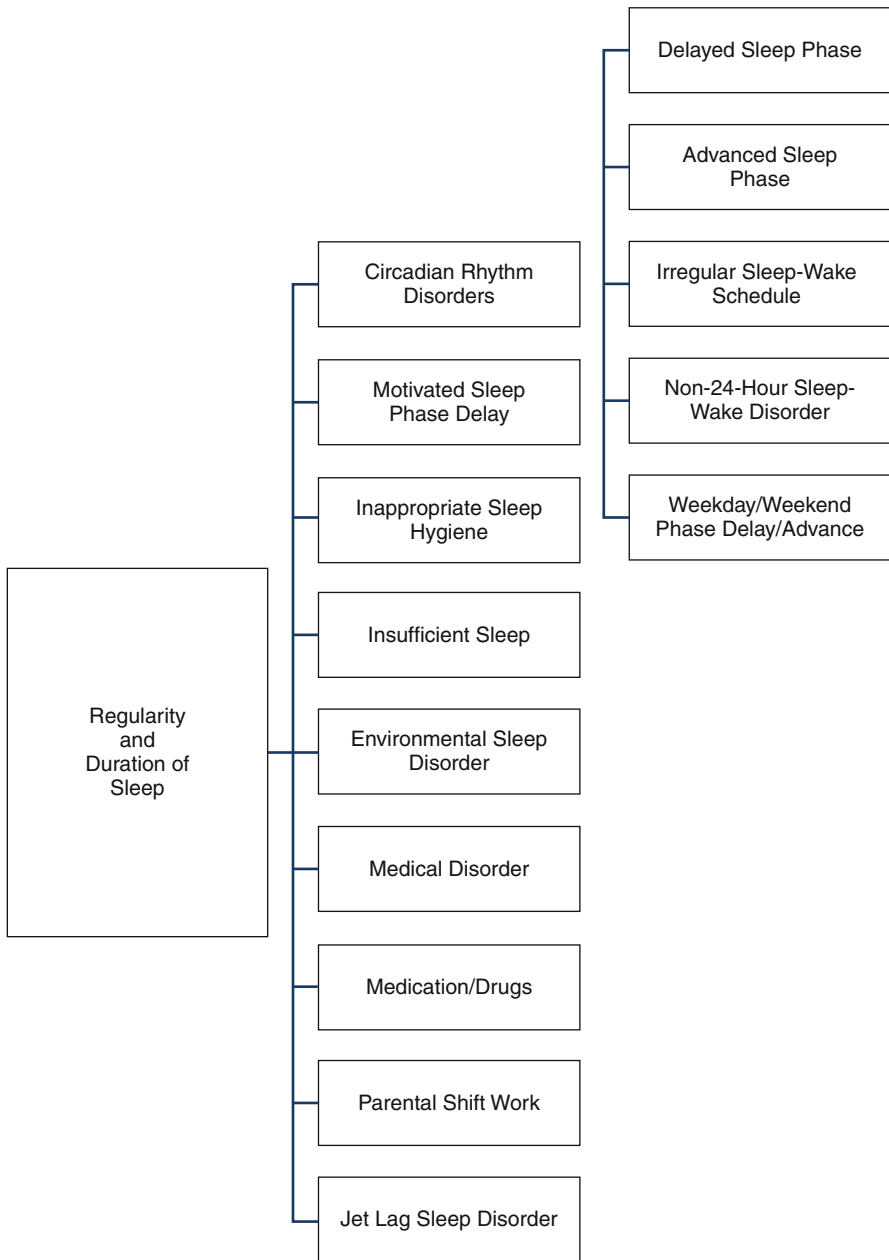 Regularity
and
Duration of
Sleep
Circadian Rhythm
Disorders
Motivated Sleep
Phase Delay
Inappropriate Sleep
Hygiene
Insufficient Sleep
Environmental Sleep
Disorder
Medical Disorder
Medication/Drugs
Parental Shift Work
Jet Lag Sleep Disorder
Delayed Sleep Phase
Advanced Sleep
Phase
Irregular Sleep-Wake
Schedule
Non-24-Hour Sleep-
Wake Disorder
Weekday/Weekend
Phase Delay/Advance